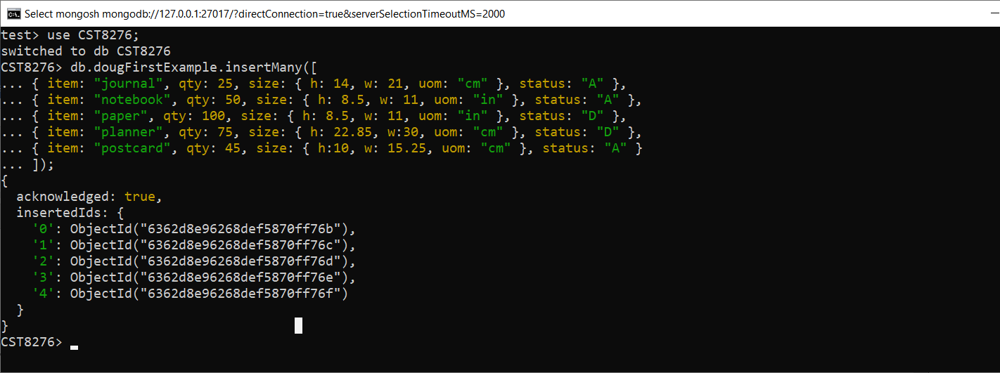 Select mongosh mongodb://127.0.0.1:27017/?directConnection=true&serverSelectionTimeoutMS=2000
test> use CST8276;
switched to db CST8276
CST8276> db.dougFirstExample.insertMany([
... { item: "journal", qty: 25, size: { h: 14, w: 21, uom: "cm" }, status: "A" },
... { item: "notebook", qty: 50, size: { h: 8.5, w: 11, uom: "in" }, status: "A" },
... { item: "paper", qty: 100, size: { h: 8.5, w: 11, uom: "in" }, status: "D" },
... { item: "planner", qty: 75, size: { h: 22.85, w:30, uom: "cm" }, status: "D" },
... { item: "postcard", qty: 45, size: { h:10, w: 15.25, uom: "cm" }, status: "A" }
... ]);
{
  acknowledged: true,
  insertedIds: {
    '0': ObjectId("6362d8e96268def5870ff76b"),
    '1': ObjectId("6362d8e96268def5870ff76c"),
    '2': ObjectId("6362d8e96268def5870ff76d"),
    '3': ObjectId("6362d8e96268def5870ff76e"),
    '4': ObjectId("6362d8e96268def5870ff76f")
  }
}
CST8276>